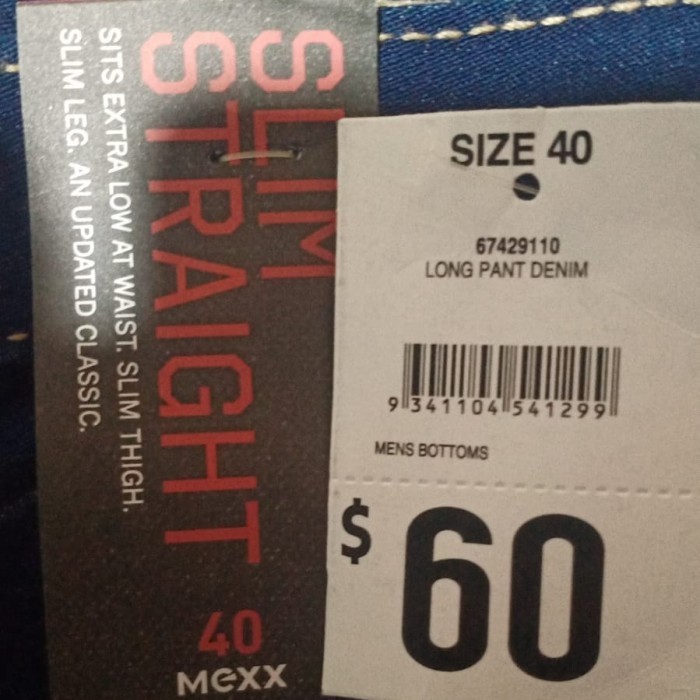 SLIM
STRAIGHT
SITS EXTRA LOW AT WAIST. SLIM THIGH.
SLIM LEG. AN UPDATED CLASSIC.
40
mexx
SIZE 40
67429110
LONG PANT DENIM
9 341104 541299
MENS BOTTOMS
$60